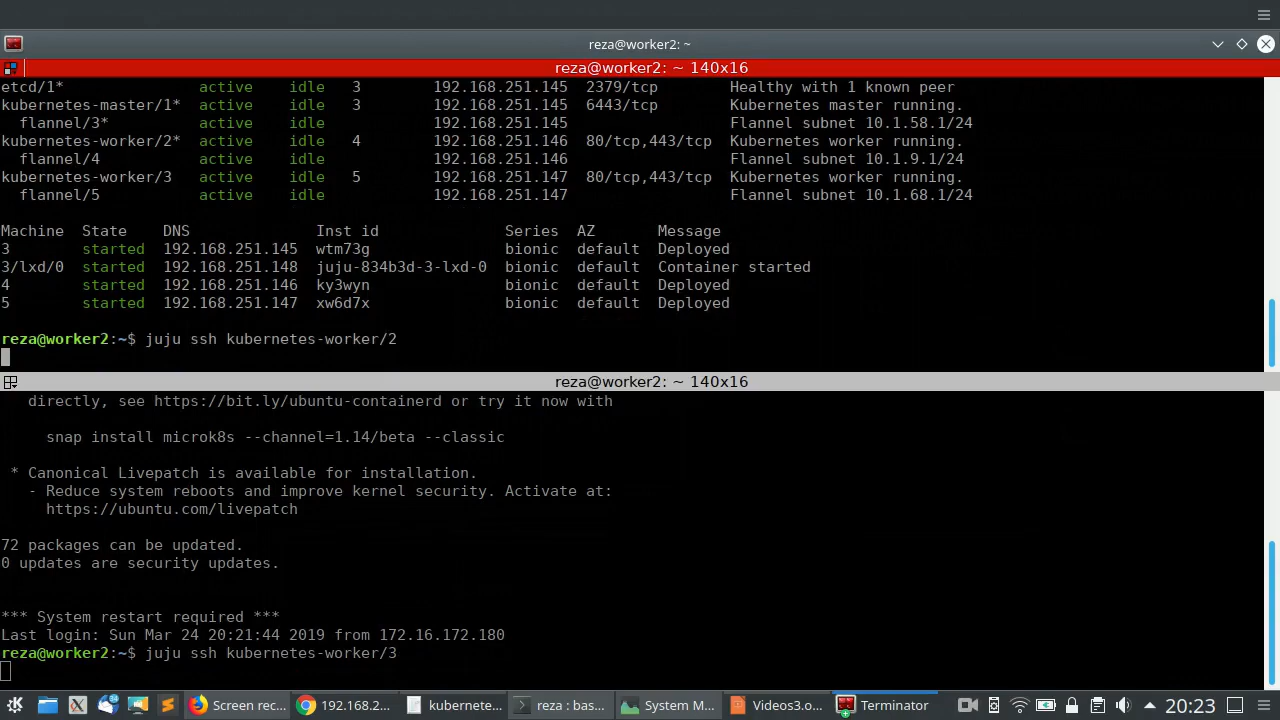 reza@worker2: ~
reza@worker2: ~ 140x16
etcd/1* active idle 3 192.168.251.145 2379/tcp Healthy with 1 known peer
kubernetes-master/1* active idle 3 192.168.251.145 6443/tcp Kubernetes master running.
flannel/3* active idle 192.168.251.145 Flannel subnet 10.1.58.1/24
kubernetes-worker/2* active idle 4 192.168.251.146 80/tcp,443/tcp Kubernetes worker running.
flannel/4 active idle 192.168.251.146 Flannel subnet 10.1.9.1/24
kubernetes-worker/3 active idle 5 192.168.251.147 80/tcp,443/tcp Kubernetes worker running.
flannel/5 active idle 192.168.251.147 Flannel subnet 10.1.68.1/24
Machine State DNS Inst id Series AZ Message
3 started 192.168.251.145 wtm73g bionic default Deployed
3/lxd/0 started 192.168.251.148 juju-834b3d-3-lxd-0 bionic default Container started
4 started 192.168.251.146 ky3wyn bionic default Deployed
5 started 192.168.251.147 xw6d7x bionic default Deployed
reza@worker2:~$ juju ssh kubernetes-worker/2
reza@worker2: ~ 140x16
directly, see https://bit.ly/ubuntu-containerd or try it now with
snap install microk8s --channel=1.14/beta --classic
* Canonical Livepatch is available for installation.
- Reduce system reboots and improve kernel security. Activate at:
https://ubuntu.com/livepatch
72 packages can be updated.
0 updates are security updates.
*** System restart required ***
Last login: Sun Mar 24 20:21:44 2019 from 172.16.172.180
reza@worker2:~$ juju ssh kubernetes-worker/3
Screen rec... 192.168.2... kubernete... reza : bas... System M... Videos3.o... Terminator 20:23